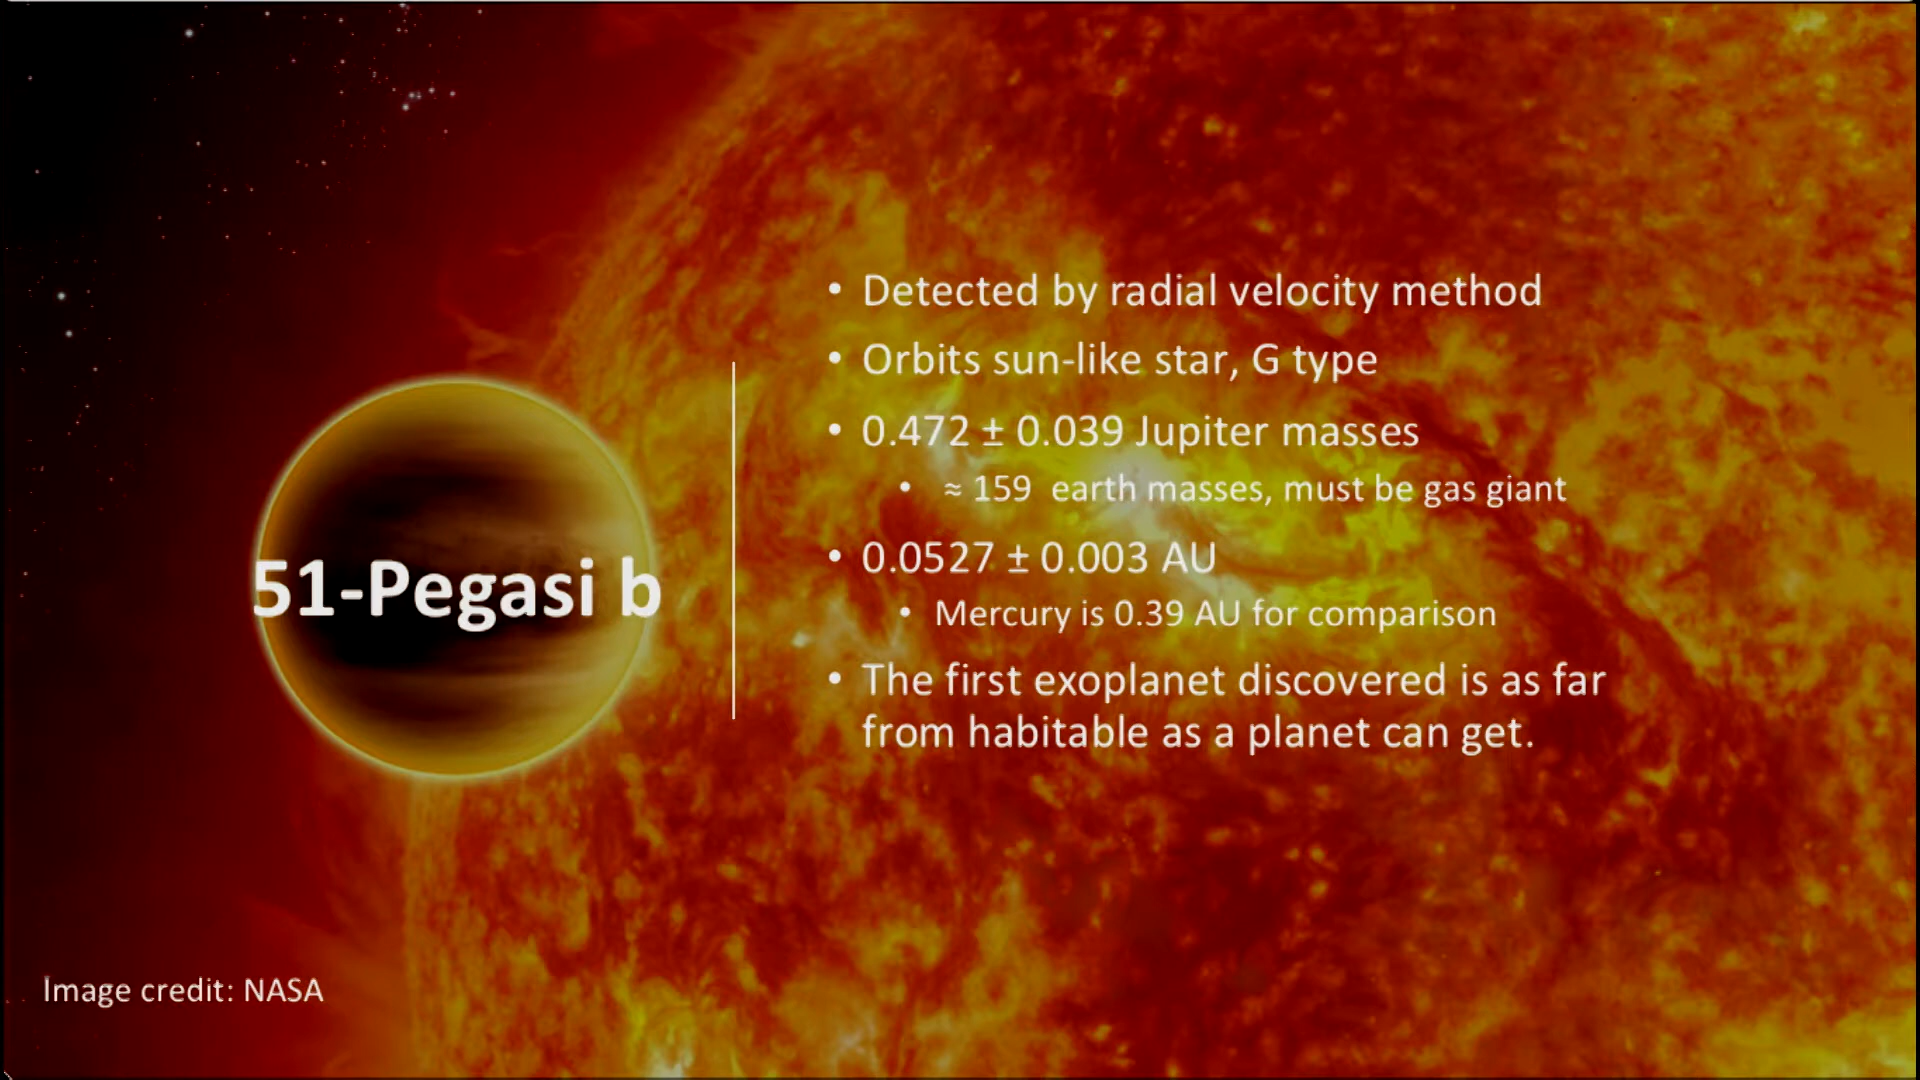 51-Pegasi b
• Detected by radial velocity method
• Orbits sun-like star, G type
• 0.472 ± 0.039 Jupiter masses
• ≈ 159 earth masses, must be gas giant
• 0.0527 ± 0.003 AU
• Mercury is 0.39 AU for comparison
• The first exoplanet discovered is as far
from habitable as a planet can get.
Image credit: NASA